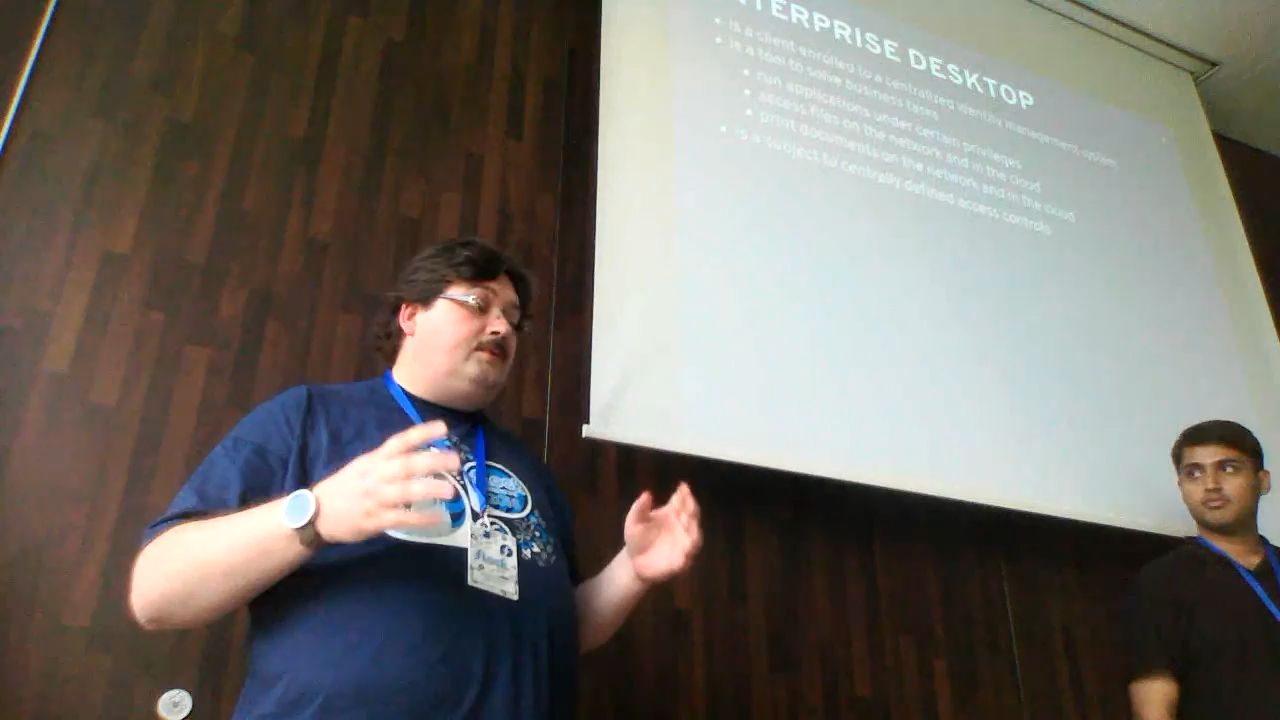 TERPRISE DESKTOP
• is a client enrolled to a centralized identity management system
• is a tool to solve business tasks
• run applications under certain privileges
• access files on the network and in the cloud
• print documents on the network and in the cloud
• is a subject to centrally defined access controls